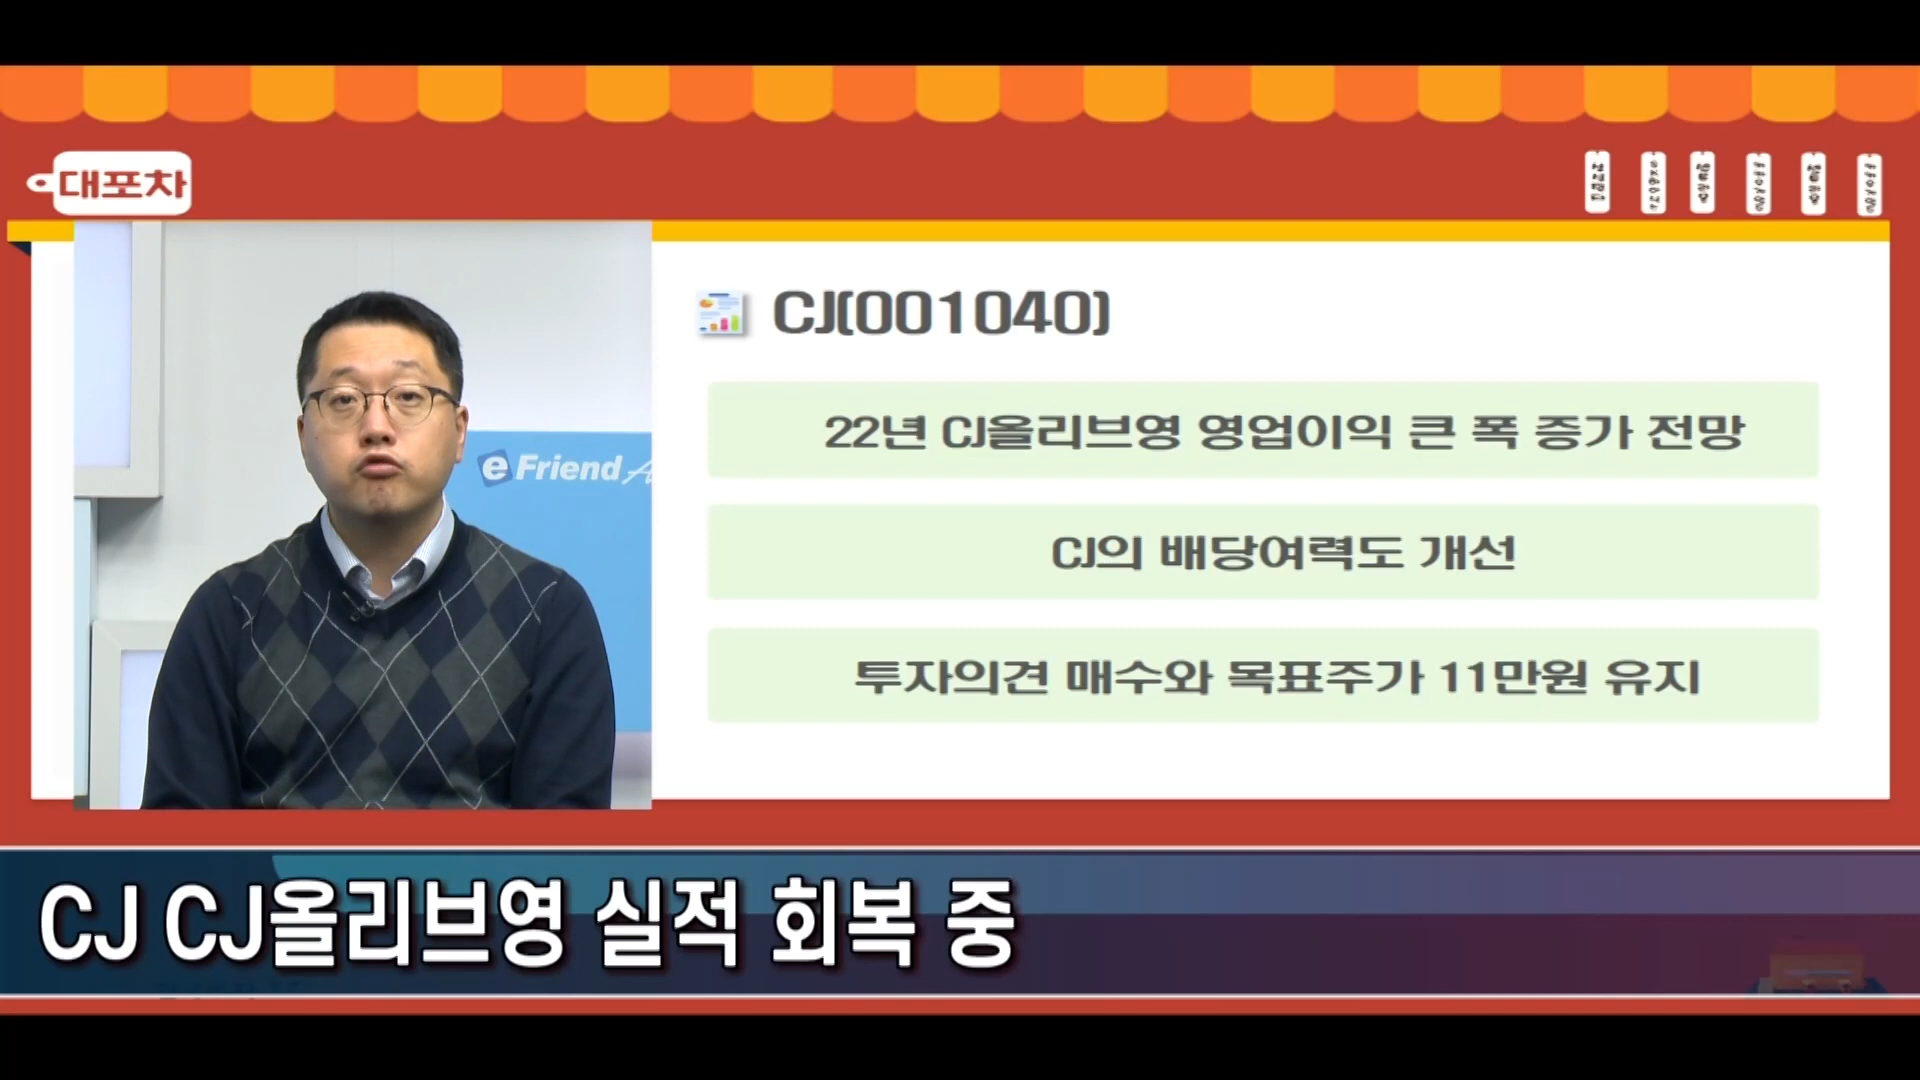 대포차
CJ(001040)
22년 CJ올리브영 영업이익 큰 폭 증가 전망
CJ의 배당여력도 개선
투자의견 매수와 목표주가 11만원 유지
e Friend
CJ CJ올리브영 실적 회복 중